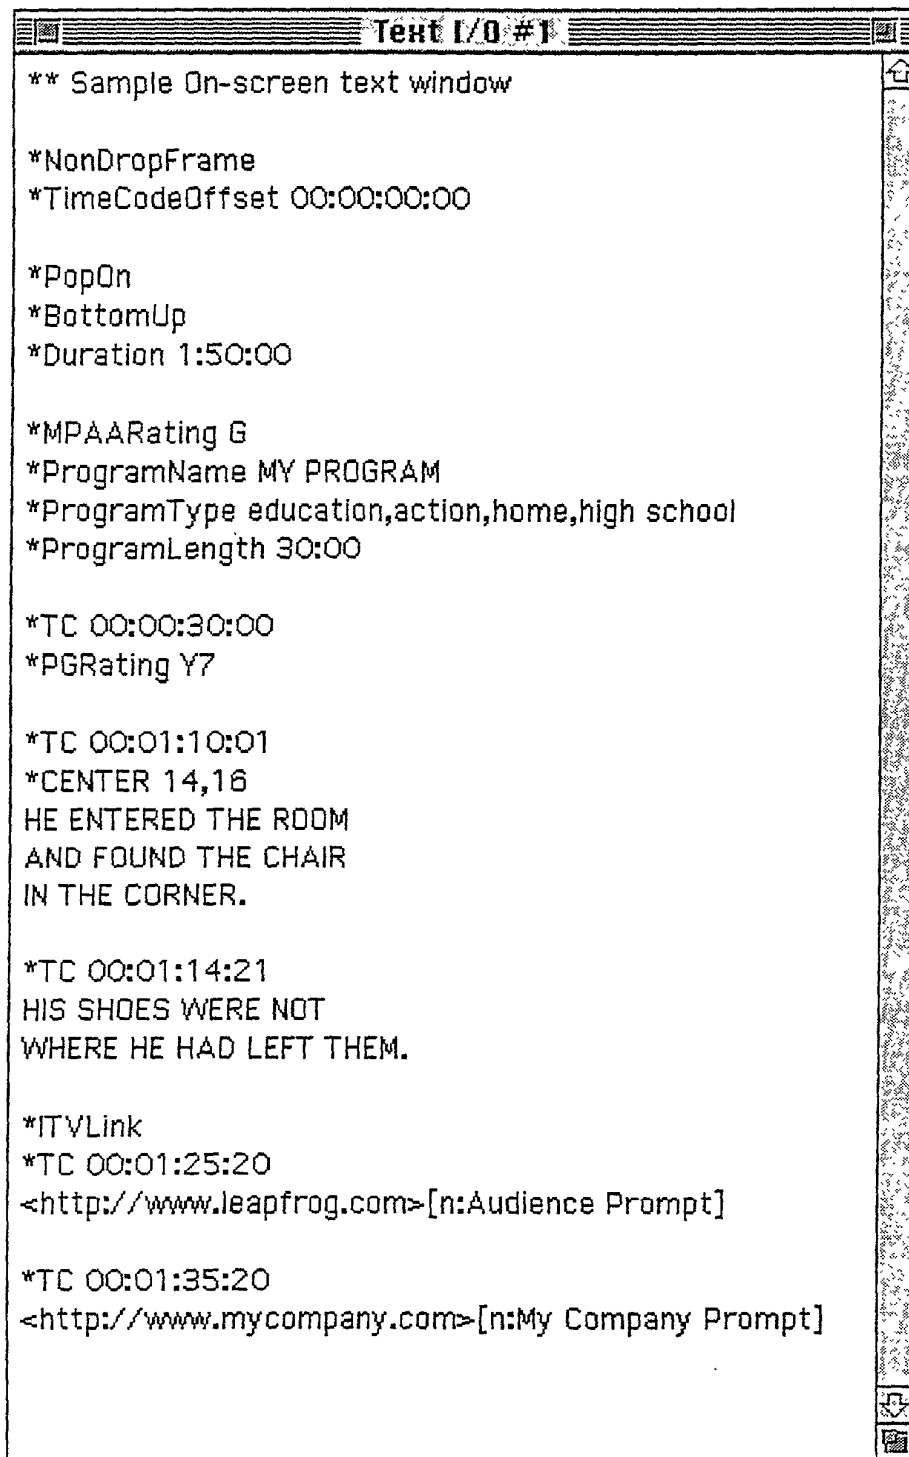 Text I/O #1
** Sample On-screen text window
*NonDropFrame
*TimeCodeOffset 00:00:00:00
*PopOn
*BottomUp
*Duration 1:50:00
*MPAARating G
*ProgramName MY PROGRAM
*ProgramType education,action,home,high school
*ProgramLength 30:00
*TC 00:00:30:00
*PGRating Y7
*TC 00:01:10:01
*CENTER 14,16
HE ENTERED THE ROOM
AND FOUND THE CHAIR
IN THE CORNER.
*TC 00:01:14:21
HIS SHOES WERE NOT
WHERE HE HAD LEFT THEM.
*ITVLink
*TC 00:01:25:20
<http://www.leapfrog.com>[n:Audience Prompt]
*TC 00:01:35:20
<http://www.mycompany.com>[n:My Company Prompt]